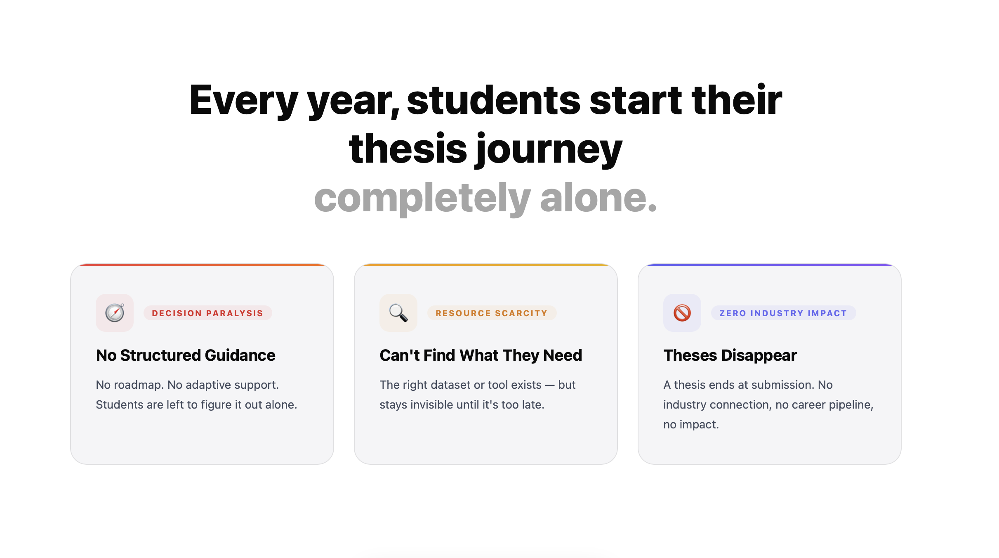 Every year, students start their
thesis journey
completely alone.
DECISION PARALYSIS
No Structured Guidance
No roadmap. No adaptive support.
Students are left to figure it out alone.
RESOURCE SCARCITY
Can't Find What They Need
The right dataset or tool exists — but
stays invisible until it's too late.
ZERO INDUSTRY IMPACT
Theses Disappear
A thesis ends at submission. No
industry connection, no career pipeline,
no impact.